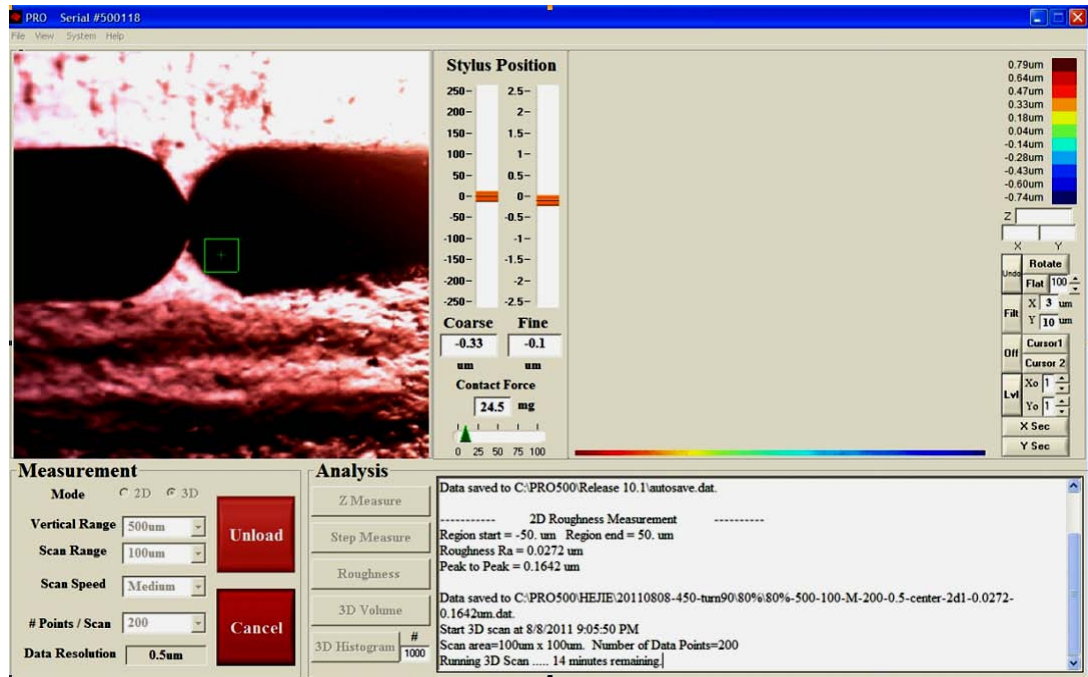 PRO Serial #500118
File View System Help
Stylus Position
250 2.5
200 2
150 1.5
100 1
50 0.5
0 0
-50 -0.5
-100 -1
-150 -1.5
-200 -2
-250 -2.5
Coarse Fine
-0.33 -0.1
um um
Contact Force
24.5 mg
0 25 50 75 100
0.79um
0.64um
0.47um
0.33um
0.18um
0.04um
-0.14um
-0.28um
-0.43um
-0.60um
-0.74um
Z
X Y
Undo Rotate
Flat 100
Filt X 3 um
Y 10 um
Off Cursor1
Cursor 2
Lvl Xo 1
Yo 1
X Sec
Y Sec
Measurement
Mode 2D 3D
Vertical Range 500um
Scan Range 100um
Scan Speed Medium
# Points / Scan 200
Data Resolution 0.5um
Unload
Cancel
Analysis
Z Measure
Step Measure
Roughness
3D Volume
3D Histogram # 1000
Data saved to C:\PRO500\Release 10.1\autosave.dat.
----------- 2D Roughness Measurement ----------
Region start = -50. um Region end = 50. um
Roughness Ra = 0.0272 um
Peak to Peak = 0.1642 um
Data saved to C:\PRO500\HEJIE\20110808-450-turn90\80%\80%-500-100-M-200-0.5-center-2d1-0.0272-
0.1642um.dat.
Start 3D scan at 8/8/2011 9:05:50 PM
Scan area=100um x 100um. Number of Data Points=200
Running 3D Scan ..... 14 minutes remaining.